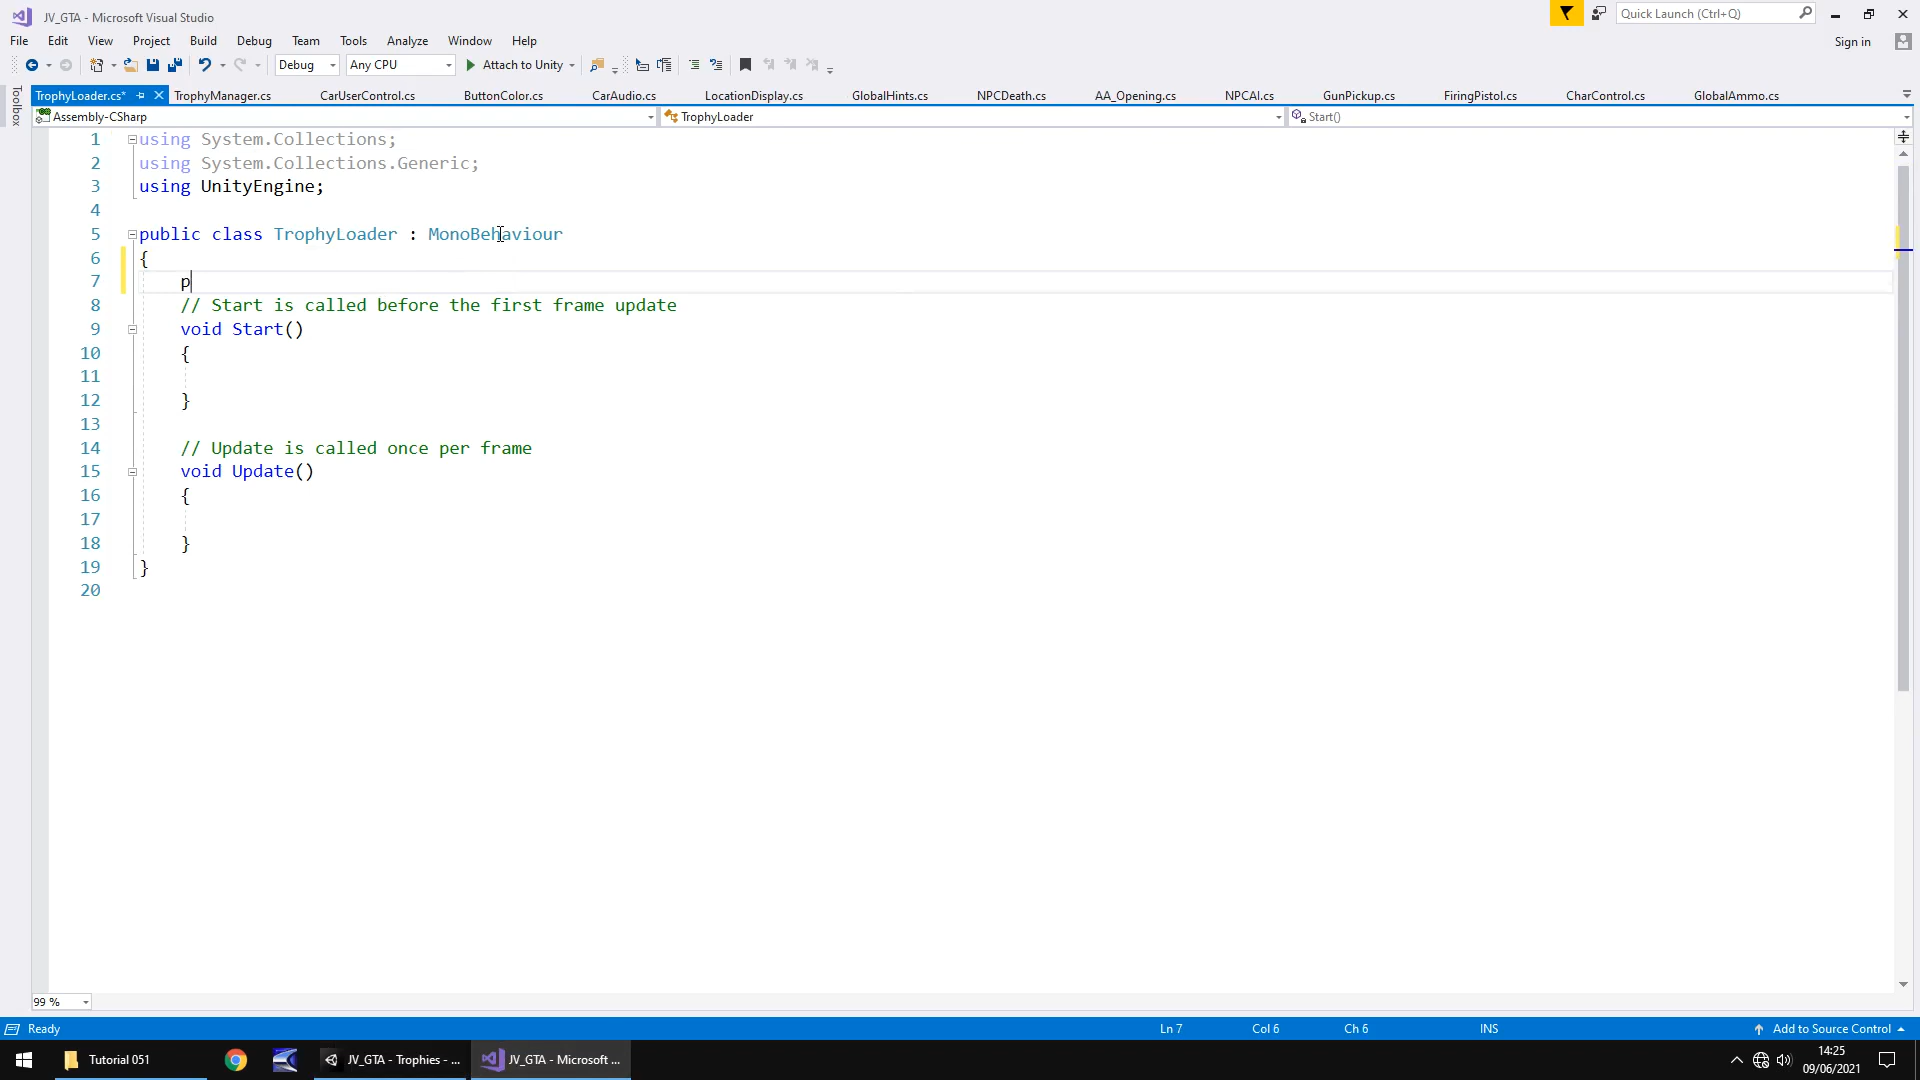 JV_GTA - Microsoft Visual Studio
Quick Launch (Ctrl+Q)
File Edit View Project Build Debug Team Tools Analyze Window Help
Sign in
Debug Any CPU Attach to Unity
Toolbox
TrophyLoader.cs* TrophyManager.cs CarUserControl.cs ButtonColor.cs CarAudio.cs LocationDisplay.cs GlobalHints.cs NPCDeath.cs AA_Opening.cs NPCAI.cs GunPickup.cs FiringPistol.cs CharControl.cs GlobalAmmo.cs
Assembly-CSharp TrophyLoader Start()
1 using System.Collections;
2 using System.Collections.Generic;
3 using UnityEngine;
4
5 public class TrophyLoader : MonoBehaviour
6 {
7 p
8 // Start is called before the first frame update
9 void Start()
10 {
11
12 }
13
14 // Update is called once per frame
15 void Update()
16 {
17
18 }
19 }
20
99 %
Ready Ln 7 Col 6 Ch 6 INS Add to Source Control
Tutorial 051 JV_GTA - Trophies - ... JV_GTA - Microsoft ... 14:25
09/06/2021